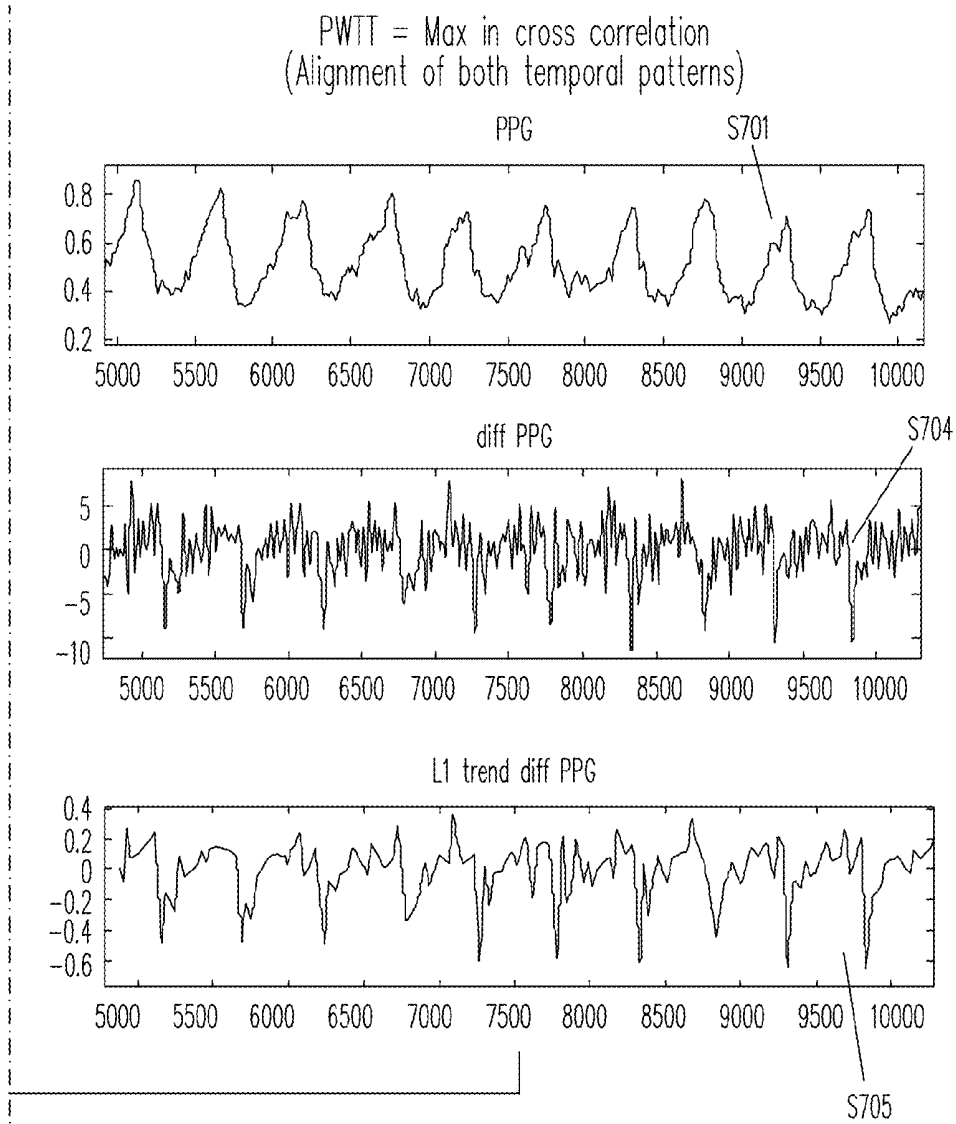 PWTT = Max in cross correlation
(Alignment of both temporal patterns)
PPG
S701
0.8
0.6
0.4
0.2
5000 5500 6000 6500 7000 7500 8000 8500 9000 9500 10000
diff PPG
S704
5
0
-5
-10
5000 5500 6000 6500 7000 7500 8000 8500 9000 9500 10000
L1 trend diff PPG
0.4
0.2
0
-0.2
-0.4
-0.6
5000 5500 6000 6500 7000 7500 8000 8500 9000 9500 10000
S705